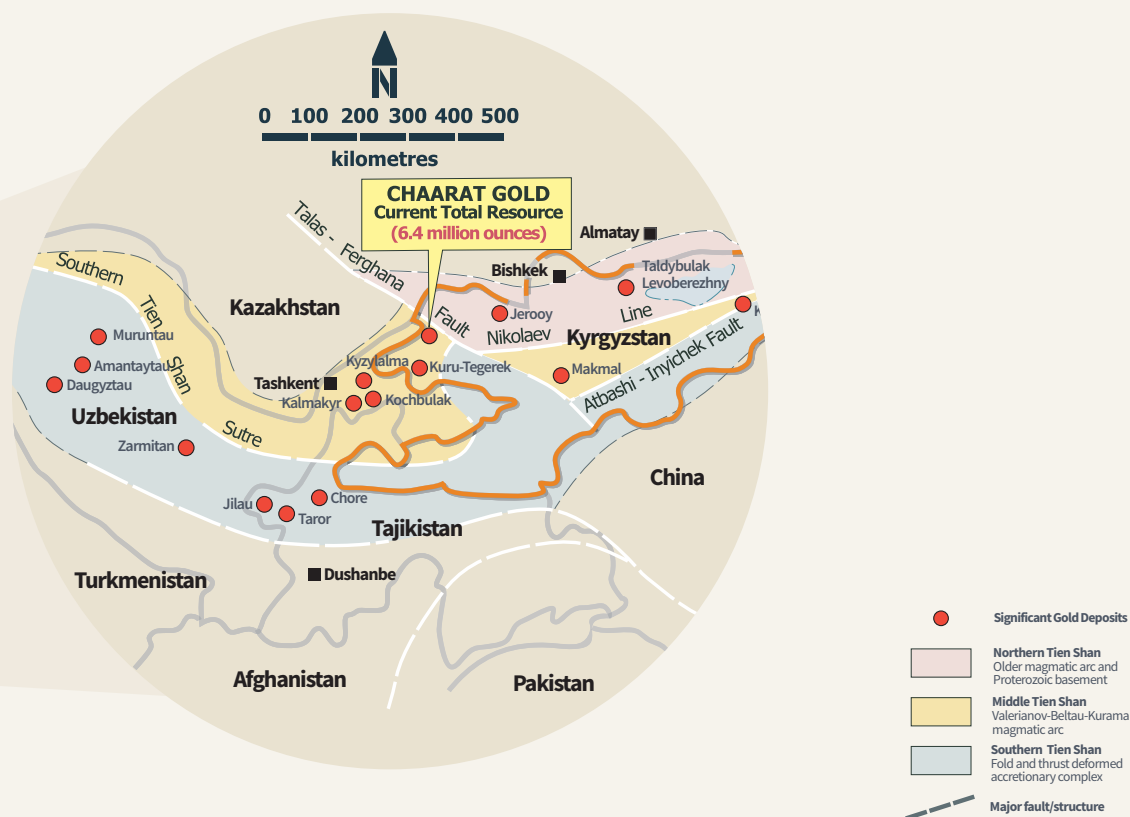 N
0 100 200 300 400 500
kilometres
CHAARAT GOLD
Current Total Resource
(6.4 million ounces)
Talas - Ferghana
Fault
Almatay
Bishkek
Taldybulak
Levoberezhny
Southern
Tien
Shan
Sutre
Kazakhstan
Jerooy
Nikolaev
Line
Kyrgyzstan
K
Muruntau
Amantaytau
Daugyztau
Kyzylalma
Kuru-Tegerek
Makmal
Atbashi - Inyichek Fault
Tashkent
Kalmakyr
Kochbulak
Uzbekistan
Zarmitan
China
Jilau
Chore
Taror
Tajikistan
Turkmenistan
Dushanbe
Afghanistan
Pakistan
Significant Gold Deposits
Northern Tien Shan
Older magmatic arc and
Proterozoic basement
Middle Tien Shan
Valerianov-Beltau-Kurama
magmatic arc
Southern Tien Shan
Fold and thrust deformed
accretionary complex
Major fault/structure